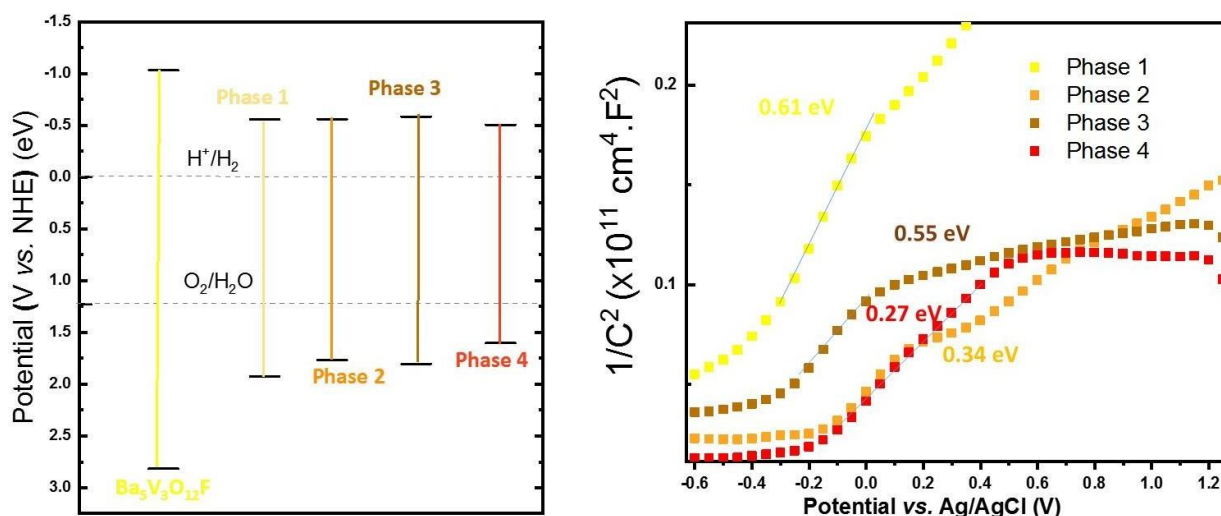 Potential (V vs. NHE) (eV)
-1.5
-1.0
-0.5
0.0
0.5
1.0
1.5
2.0
2.5
3.0
Phase 1
Phase 3
H⁺/H₂
O₂/H₂O
Phase 2
Phase 4
Ba₅V₃O₁₂F
1/C² (x10¹¹ cm⁴.F²)
0.2
0.1
0.61 eV
Phase 1
Phase 2
Phase 3
Phase 4
0.55 eV
0.27 eV
0.34 eV
-0.6 -0.4 -0.2 0.0 0.2 0.4 0.6 0.8 1.0 1.2
Potential vs. Ag/AgCl (V)